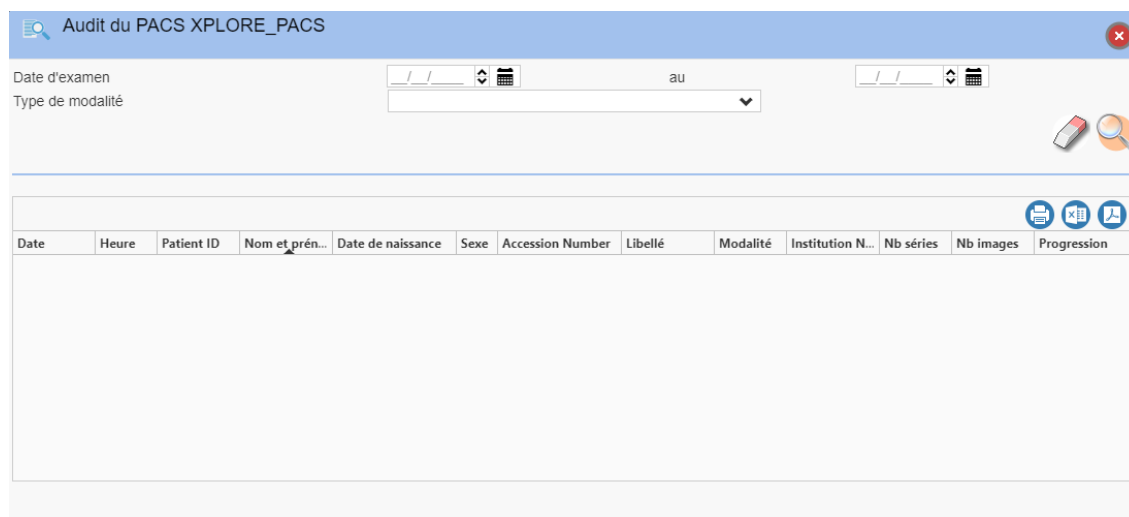 Audit du PACS XPLORE_PACS
Date d'examen __/__/____ au __/__/____
Type de modalité
Date Heure Patient ID Nom et prén... Date de naissance Sexe Accession Number Libellé Modalité Institution N... Nb séries Nb images Progression